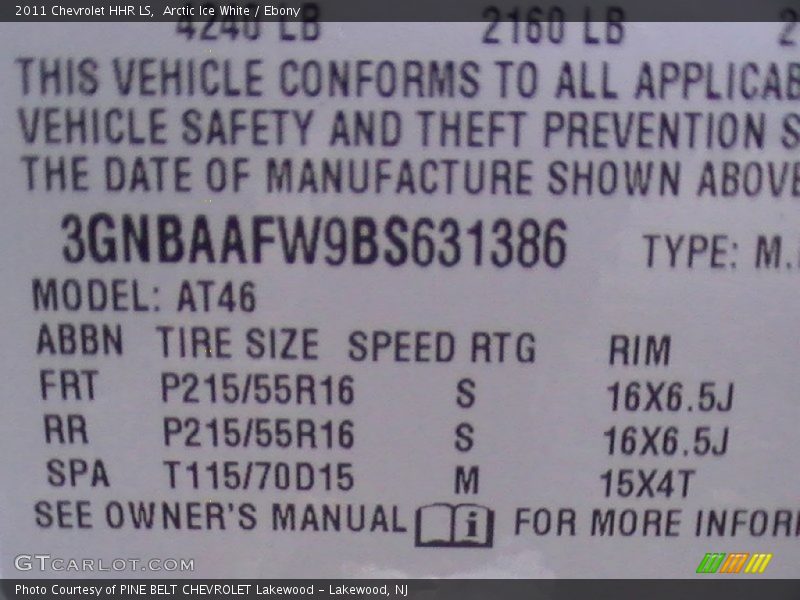 2011 Chevrolet HHR LS, Arctic Ice White / Ebony
4240 LB 2160 LB 2
THIS VEHICLE CONFORMS TO ALL APPLICAB
VEHICLE SAFETY AND THEFT PREVENTION S
THE DATE OF MANUFACTURE SHOWN ABOVE
3GNBAAFW9BS631386 TYPE: M.
MODEL: AT46
ABBN TIRE SIZE SPEED RTG RIM
FRT P215/55R16 S 16X6.5J
RR P215/55R16 S 16X6.5J
SPA T115/70D15 M 15X4T
SEE OWNER'S MANUAL i FOR MORE INFOR
GTCARLOT.COM
Photo Courtesy of PINE BELT CHEVROLET Lakewood - Lakewood, NJ